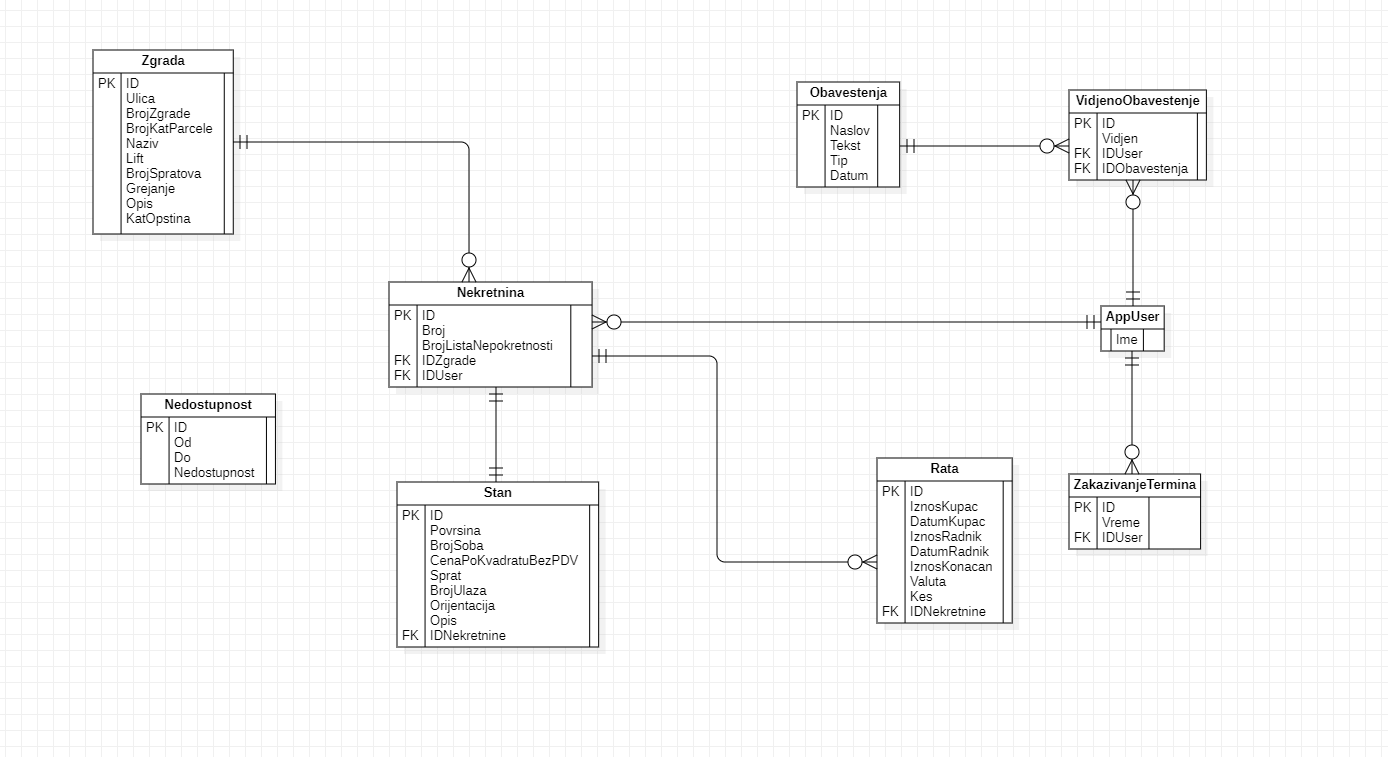 Zgrada
PK ID
Ulica
BrojZgrade
BrojKatParcele
Naziv
Lift
BrojSpratova
Grejanje
Opis
KatOpstina
Obavestenja
PK ID
Naslov
Tekst
Tip
Datum
VidjenoObavestenje
PK ID
Vidjen
FK IDUser
FK IDObavestenja
Nekretnina
PK ID
Broj
BrojListaNepokretnosti
FK IDZgrade
FK IDUser
AppUser
Ime
Nedostupnost
PK ID
Od
Do
Nedostupnost
Stan
PK ID
Povrsina
BrojSoba
CenaPoKvadratuBezPDV
Sprat
BrojUlaza
Orijentacija
Opis
FK IDNekretnine
Rata
PK ID
IznosKupac
DatumKupac
IznosRadnik
DatumRadnik
IznosKonacan
Valuta
Kes
FK IDNekretnine
ZakazivanjeTermina
PK ID
Vreme
FK IDUser